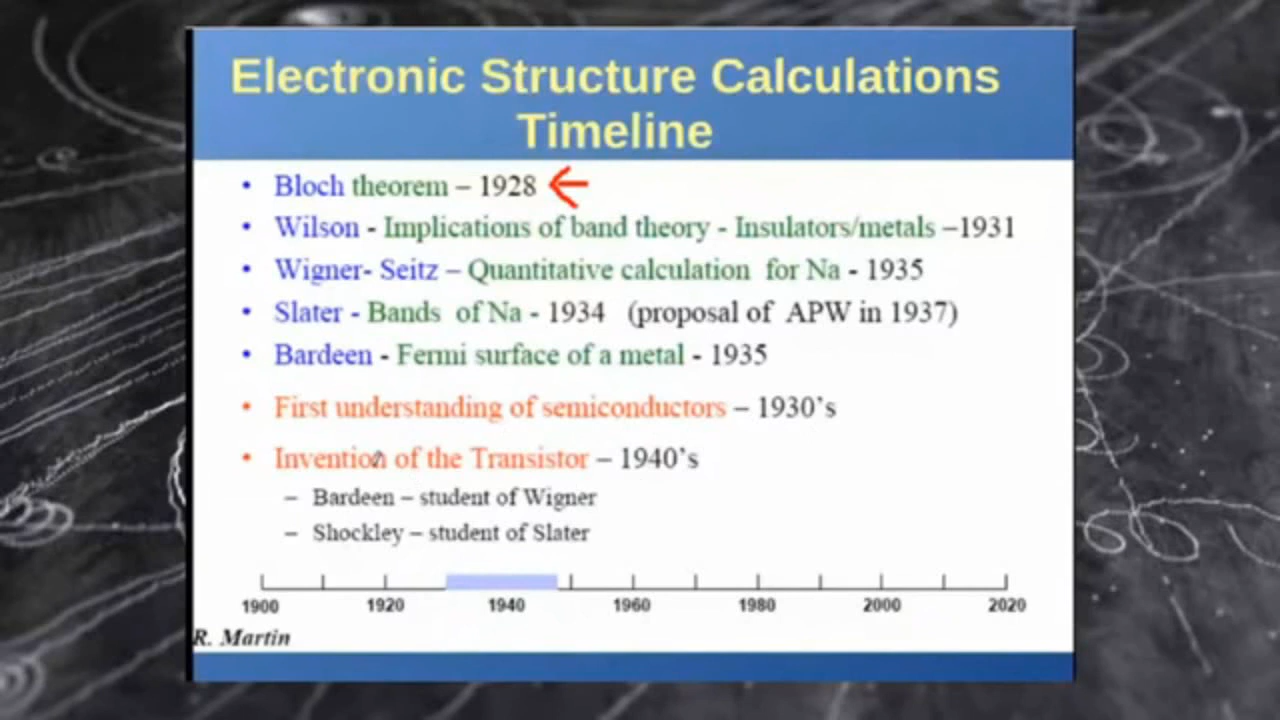 Electronic Structure Calculations
Timeline
• Bloch theorem – 1928
• Wilson - Implications of band theory - Insulators/metals –1931
• Wigner- Seitz – Quantitative calculation for Na - 1935
• Slater - Bands of Na - 1934 (proposal of APW in 1937)
• Bardeen - Fermi surface of a metal - 1935
• First understanding of semiconductors – 1930's
• Invention of the Transistor – 1940's
– Bardeen – student of Wigner
– Shockley – student of Slater
1900 1920 1940 1960 1980 2000 2020
R. Martin